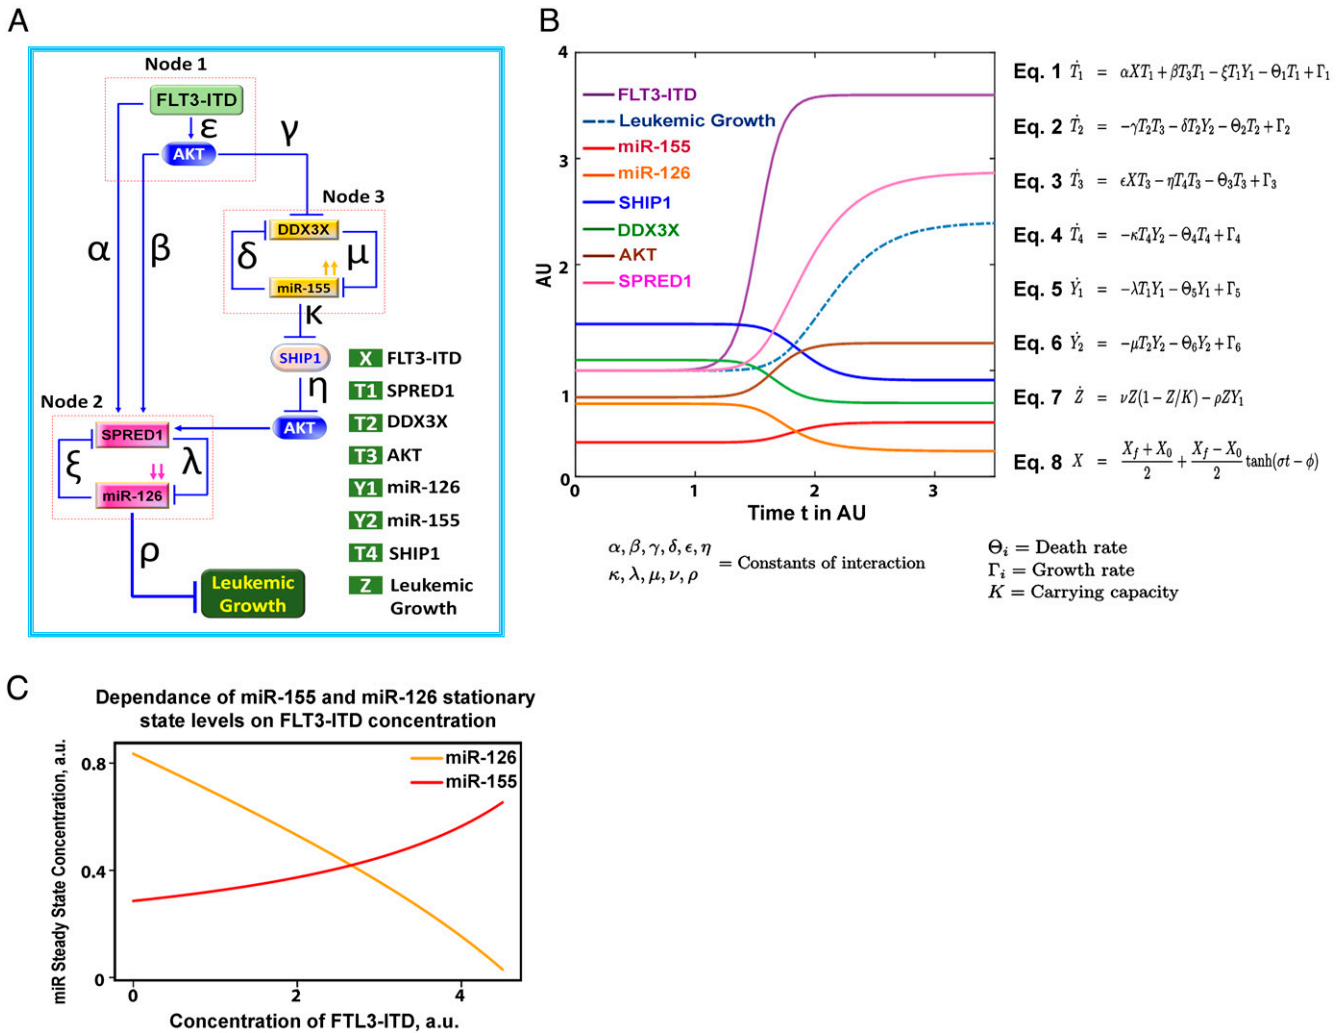 A
Node 1
FLT3-ITD
ε
γ
AKT
Node 3
DDX3X
α
β
δ
μ
miR-155
κ
SHIP1
η
AKT
Node 2
SPRED1
ξ
λ
miR-126
ρ
Leukemic
Growth
X FLT3-ITD
T1 SPRED1
T2 DDX3X
T3 AKT
Y1 miR-126
Y2 miR-155
T4 SHIP1
Z Leukemic
Growth
B
4
3
2
1
0
AU
FLT3-ITD
Leukemic Growth
miR-155
miR-126
SHIP1
DDX3X
AKT
SPRED1
0 1 2 3
Time t in AU
Eq. 1 Ṫ₁ = αXT₁ + βT₃T₁ − ξT₁Y₁ − Θ₁T₁ + Γ₁
Eq. 2 Ṫ₂ = −γT₂T₃ − δT₂Y₂ − Θ₂T₂ + Γ₂
Eq. 3 Ṫ₃ = ϵXT₃ − ηT₄T₃ − Θ₃T₃ + Γ₃
Eq. 4 Ṫ₄ = −κT₄Y₂ − Θ₄T₄ + Γ₄
Eq. 5 Ẏ₁ = −λT₁Y₁ − Θ₅Y₁ + Γ₅
Eq. 6 Ẏ₂ = −μT₂Y₂ − Θ₆Y₂ + Γ₆
Eq. 7 Ż = νZ(1 − Z/K) − ρZY₁
Eq. 8 X = (X_f + X₀)/2 + (X_f − X₀)/2 tanh(σt − ϕ)
α, β, γ, δ, ϵ, η
κ, λ, μ, ν, ρ
= Constants of interaction
Θᵢ = Death rate
Γᵢ = Growth rate
K = Carrying capacity
C
Dependance of miR-155 and miR-126 stationary
state levels on FLT3-ITD concentration
miR Steady State Concentration, a.u.
0.8
0.4
0
miR-126
miR-155
0 2 4
Concentration of FTL3-ITD, a.u.